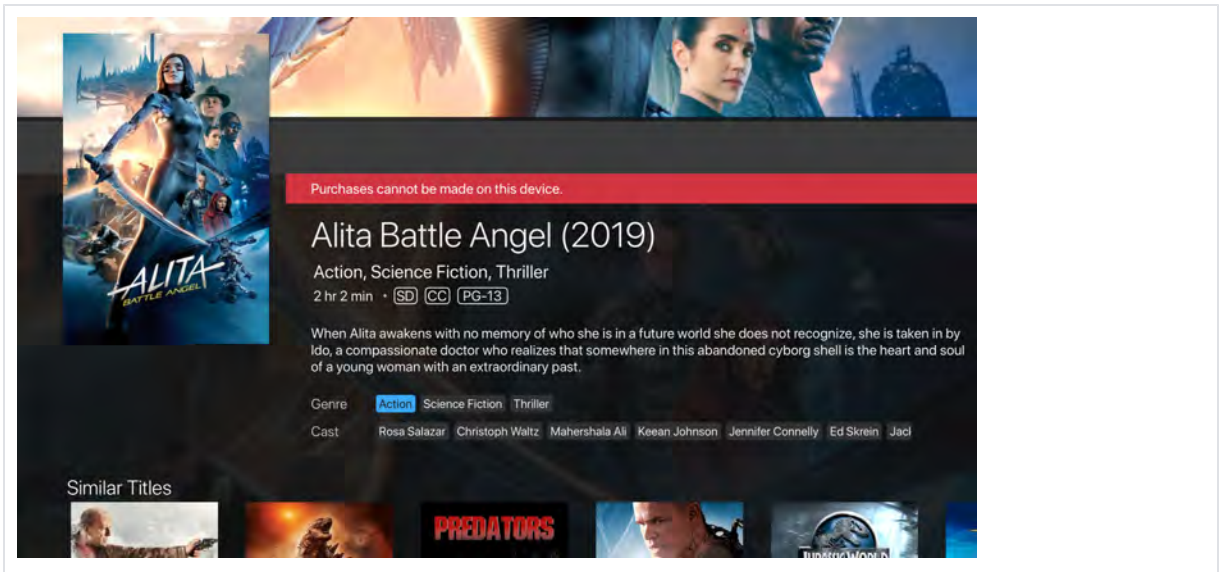 Purchases cannot be made on this device.
Alita Battle Angel (2019)
Action, Science Fiction, Thriller
2 hr 2 min • SD CC PG-13
When Alita awakens with no memory of who she is in a future world she does not recognize, she is taken in by
Ido, a compassionate doctor who realizes that somewhere in this abandoned cyborg shell is the heart and soul
of a young woman with an extraordinary past.
ALITA
BATTLE ANGEL
Genre Action Science Fiction Thriller
Cast Rosa Salazar Christoph Waltz Mahershala Ali Keean Johnson Jennifer Connelly Ed Skrein Jac
Similar Titles
PREDATORS
JURASSIC WORLD